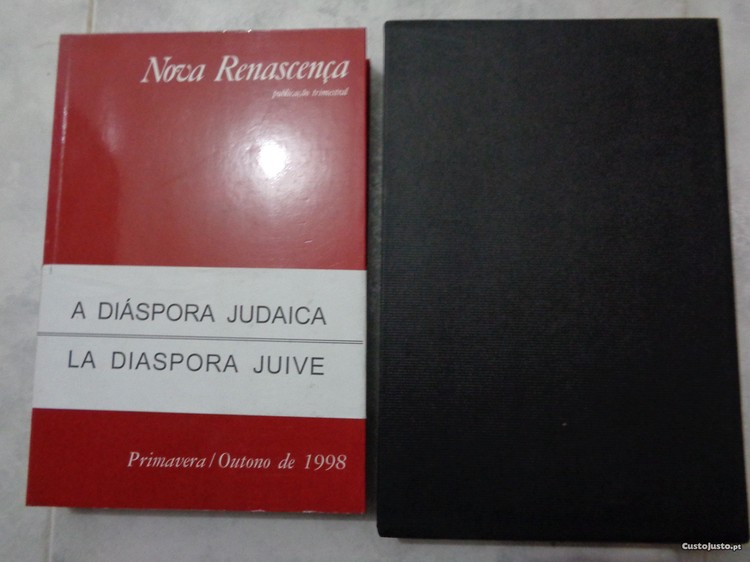 Nova Renascença
publicação trimestral
A DIÁSPORA JUDAICA
LA DIASPORA JUIVE
Primavera/Outono de 1998
CustoJusto.pt